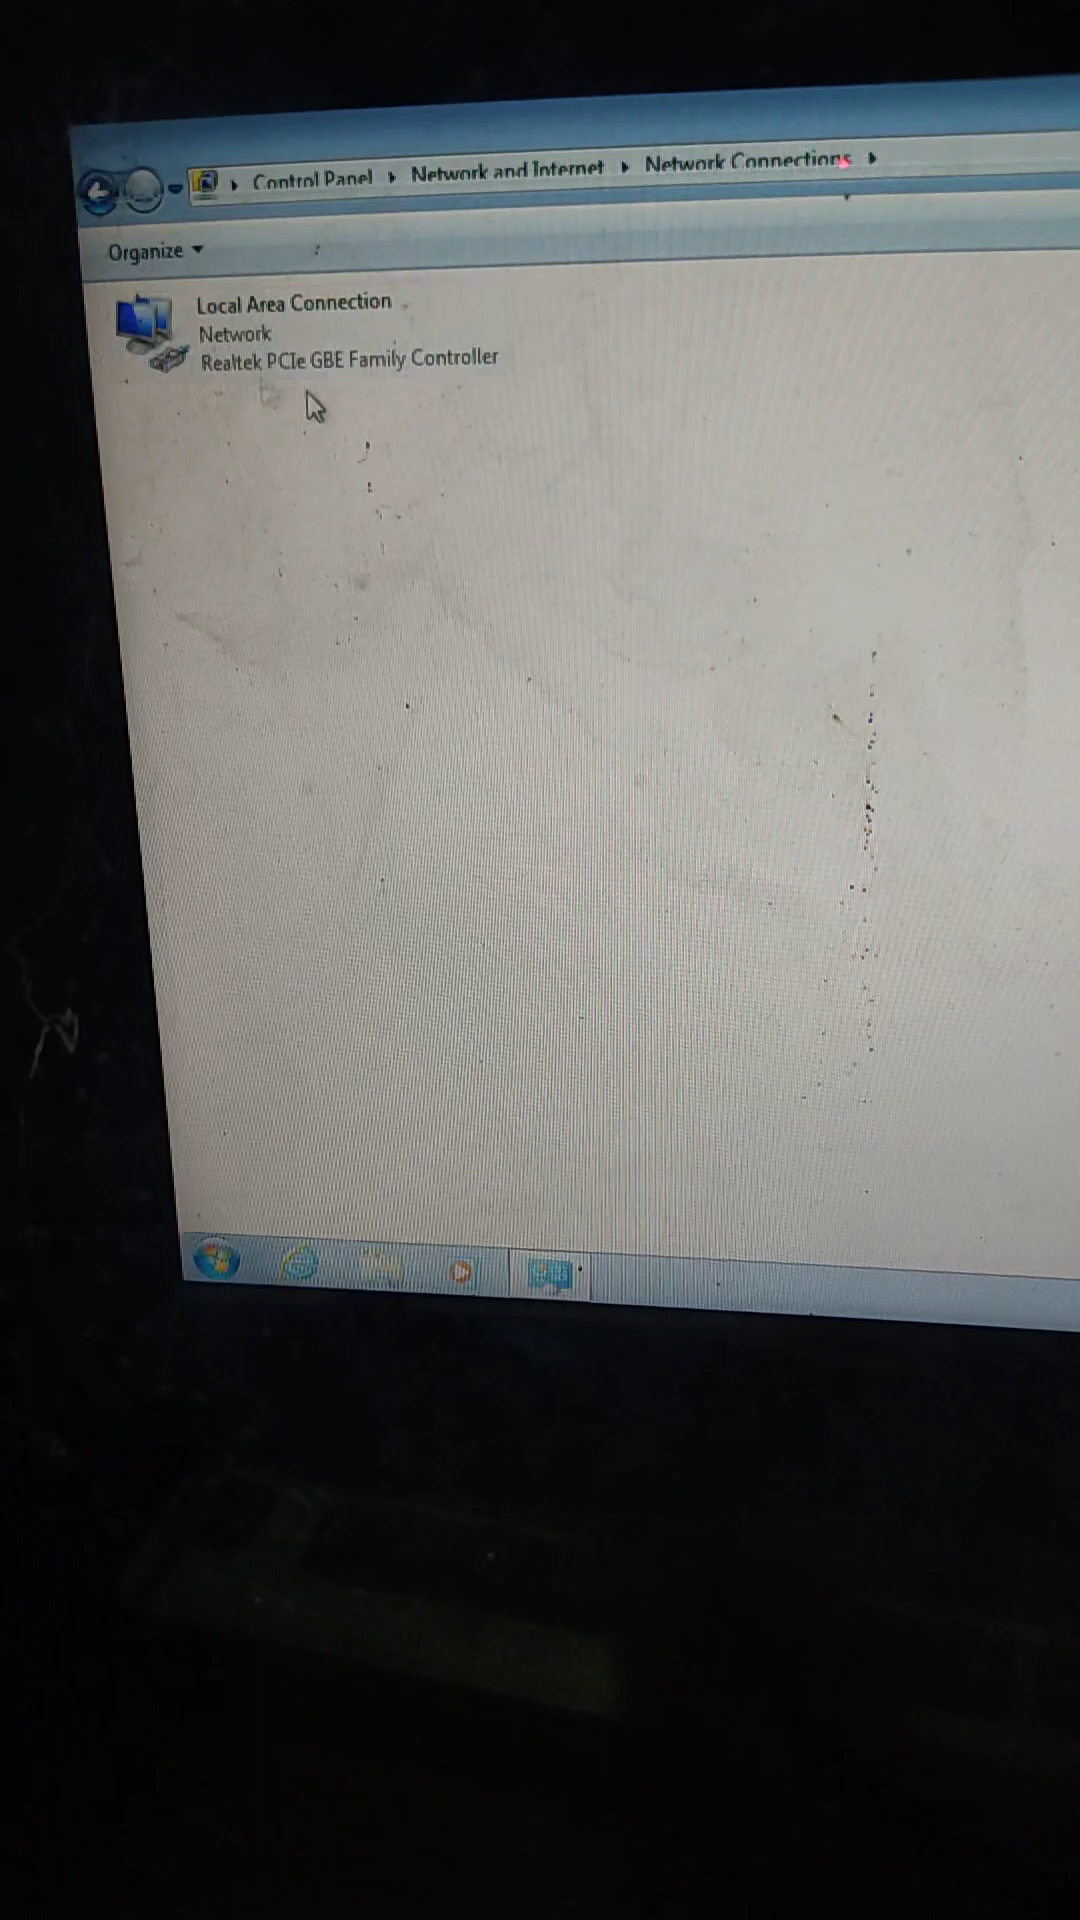 Control Panel Network and Internet Network Connections
Organize
Local Area Connection
Network
Realtek PCIe GBE Family Controller